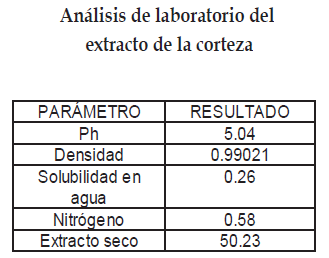 Análisis de laboratorio del
extracto de la corteza
PARÁMETRO RESULTADO
Ph 5.04
Densidad 0.99021
Solubilidad en 0.26
agua
Nitrógeno 0.58
Extracto seco 50.23